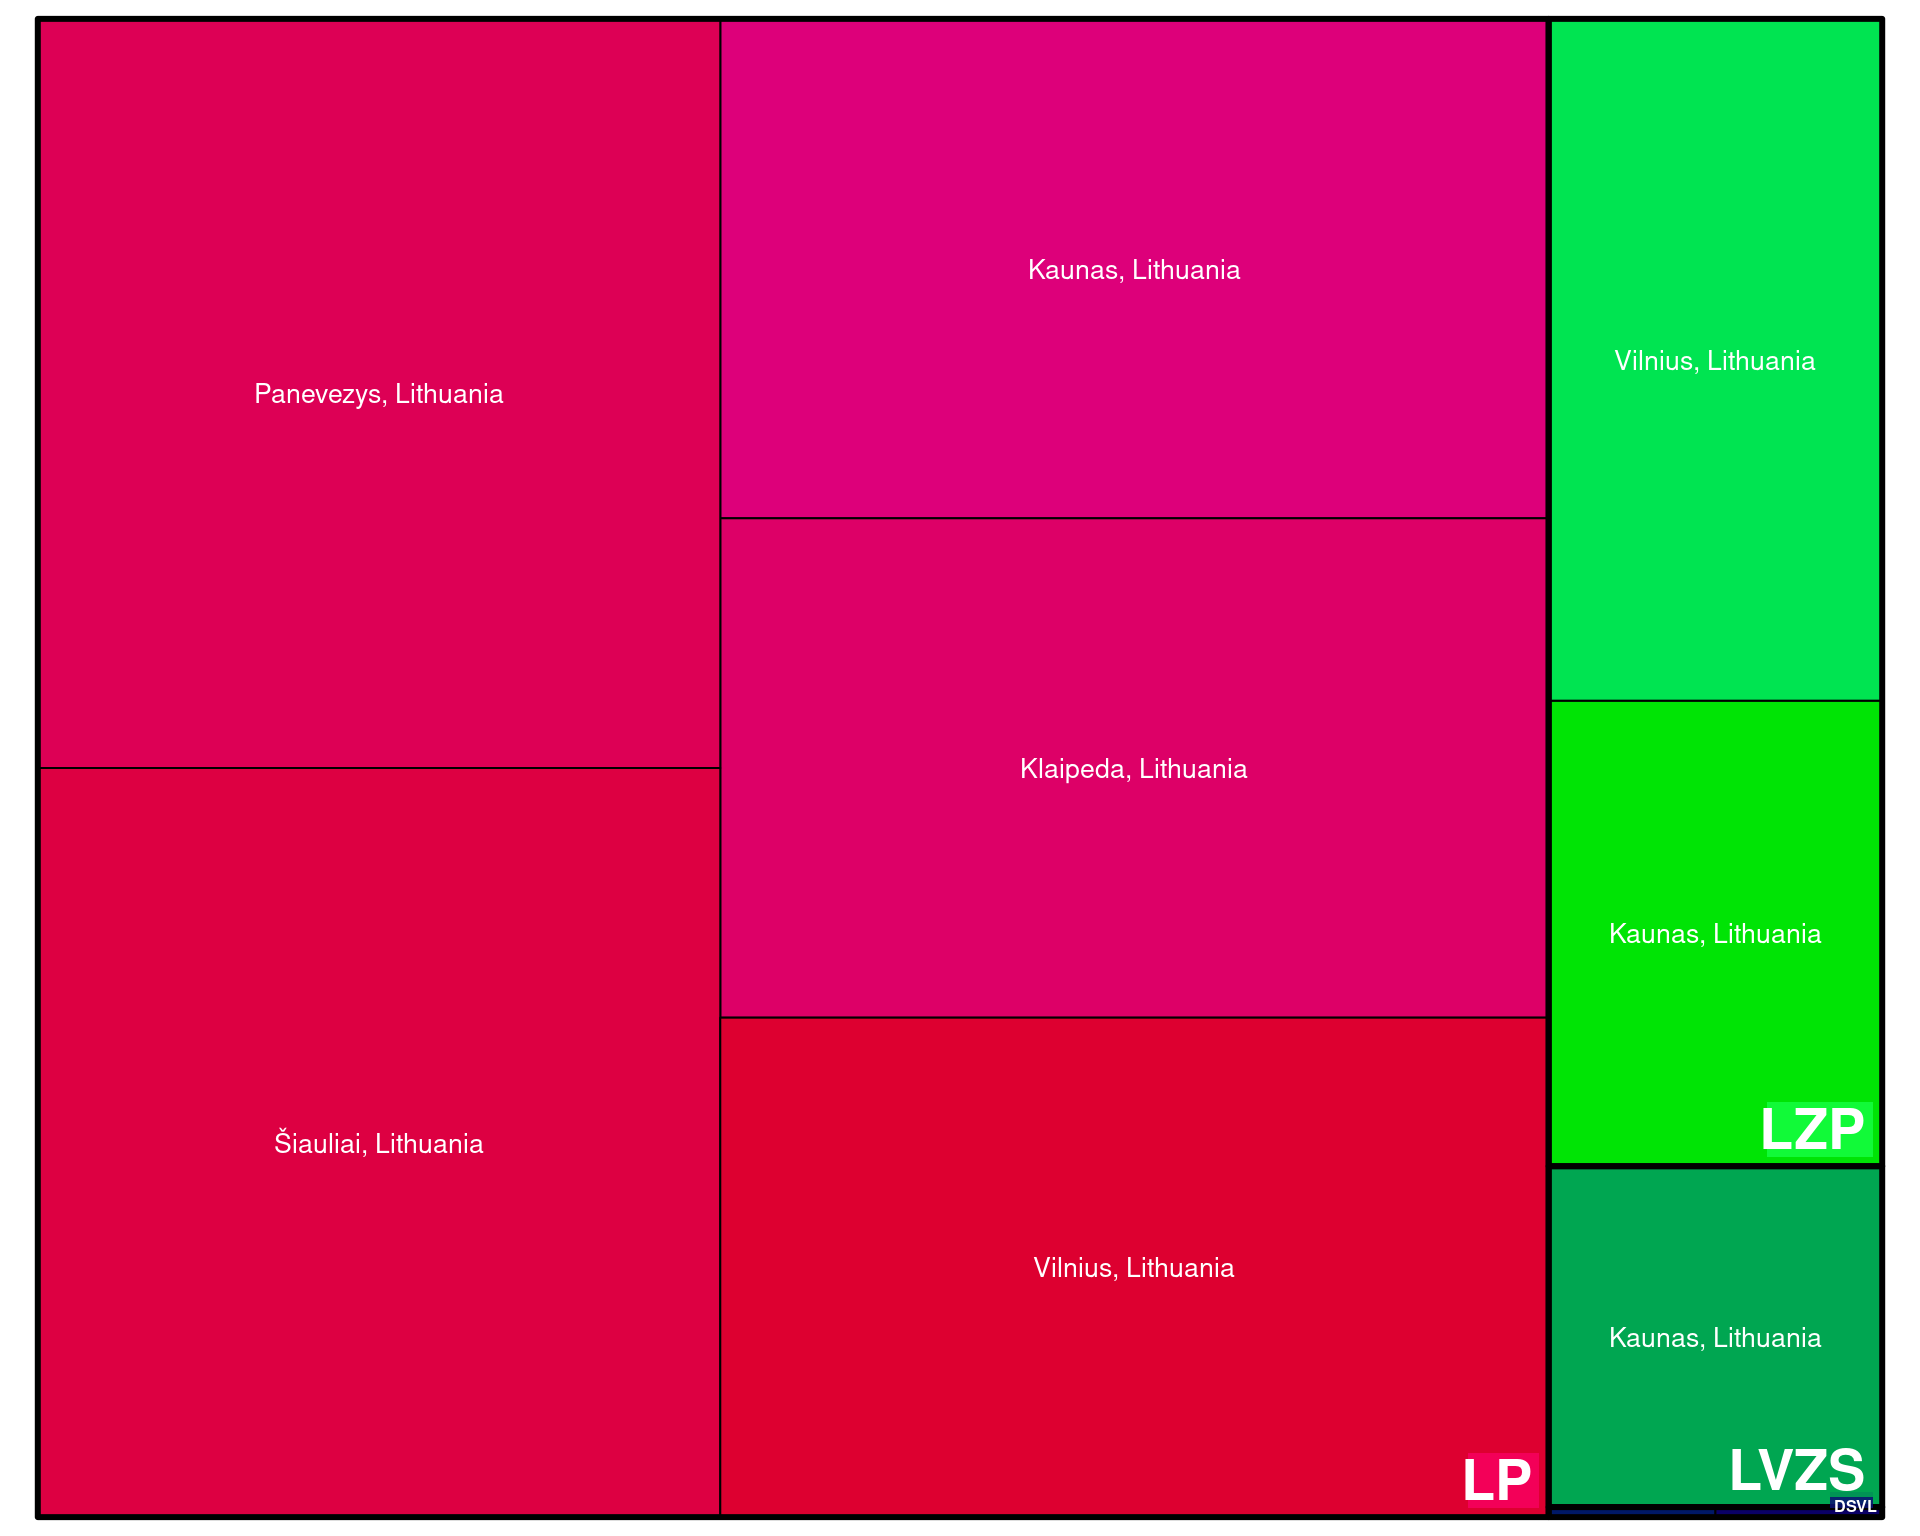 Panevezys, Lithuania
Šiauliai, Lithuania
Kaunas, Lithuania
Klaipeda, Lithuania
Vilnius, Lithuania
LP
Vilnius, Lithuania
Kaunas, Lithuania
LZP
Kaunas, Lithuania
LVZS
DSVL